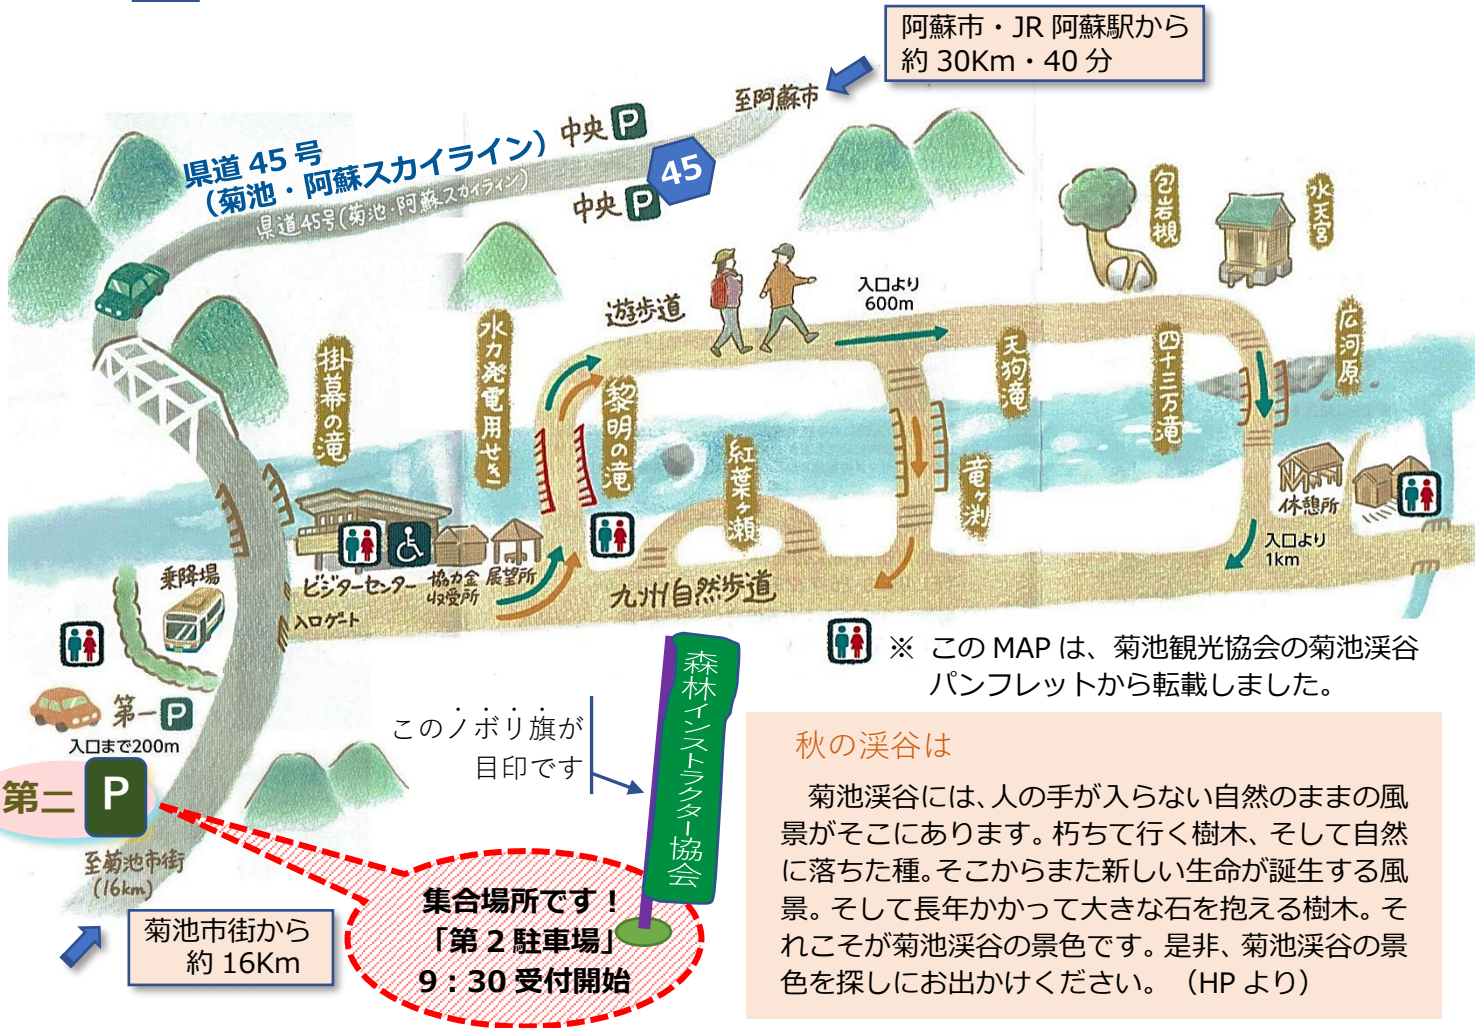 阿蘇市・JR 阿蘇駅から
約 30Km・40 分
至阿蘇市
中央 P
県道 45 号
（菊池・阿蘇スカイライン）
県道45号(菊池・阿蘇スカイライン)
45
中央 P
包岩槻
水天宮
遊歩道
入口より
600m
掛幕の滝
水力発電用せき
黎明の滝
紅葉ヶ瀬
天狗滝
竜ヶ渕
四十三万滝
広河原
休憩所
入口より
1km
乗降場
ビジターセンター
協力金
収受所
展望所
入口ゲート
九州自然歩道
第一 P
入口まで200m
第二 P
至菊池市街
(16km)
菊池市街から
約 16Km
このノボリ旗が
目印です
森林インストラクター協会
集合場所です！
「第 2 駐車場」
9：30 受付開始
※ この MAP は、菊池観光協会の菊池渓谷
パンフレットから転載しました。
秋の渓谷は
菊池渓谷には、人の手が入らない自然のままの風
景がそこにあります。朽ちて行く樹木、そして自然
に落ちた種。そこからまた新しい生命が誕生する風
景。そして長年かかって大きな石を抱える樹木。そ
れこそが菊池渓谷の景色です。是非、菊池渓谷の景
色を探しにお出かけください。（HP より）